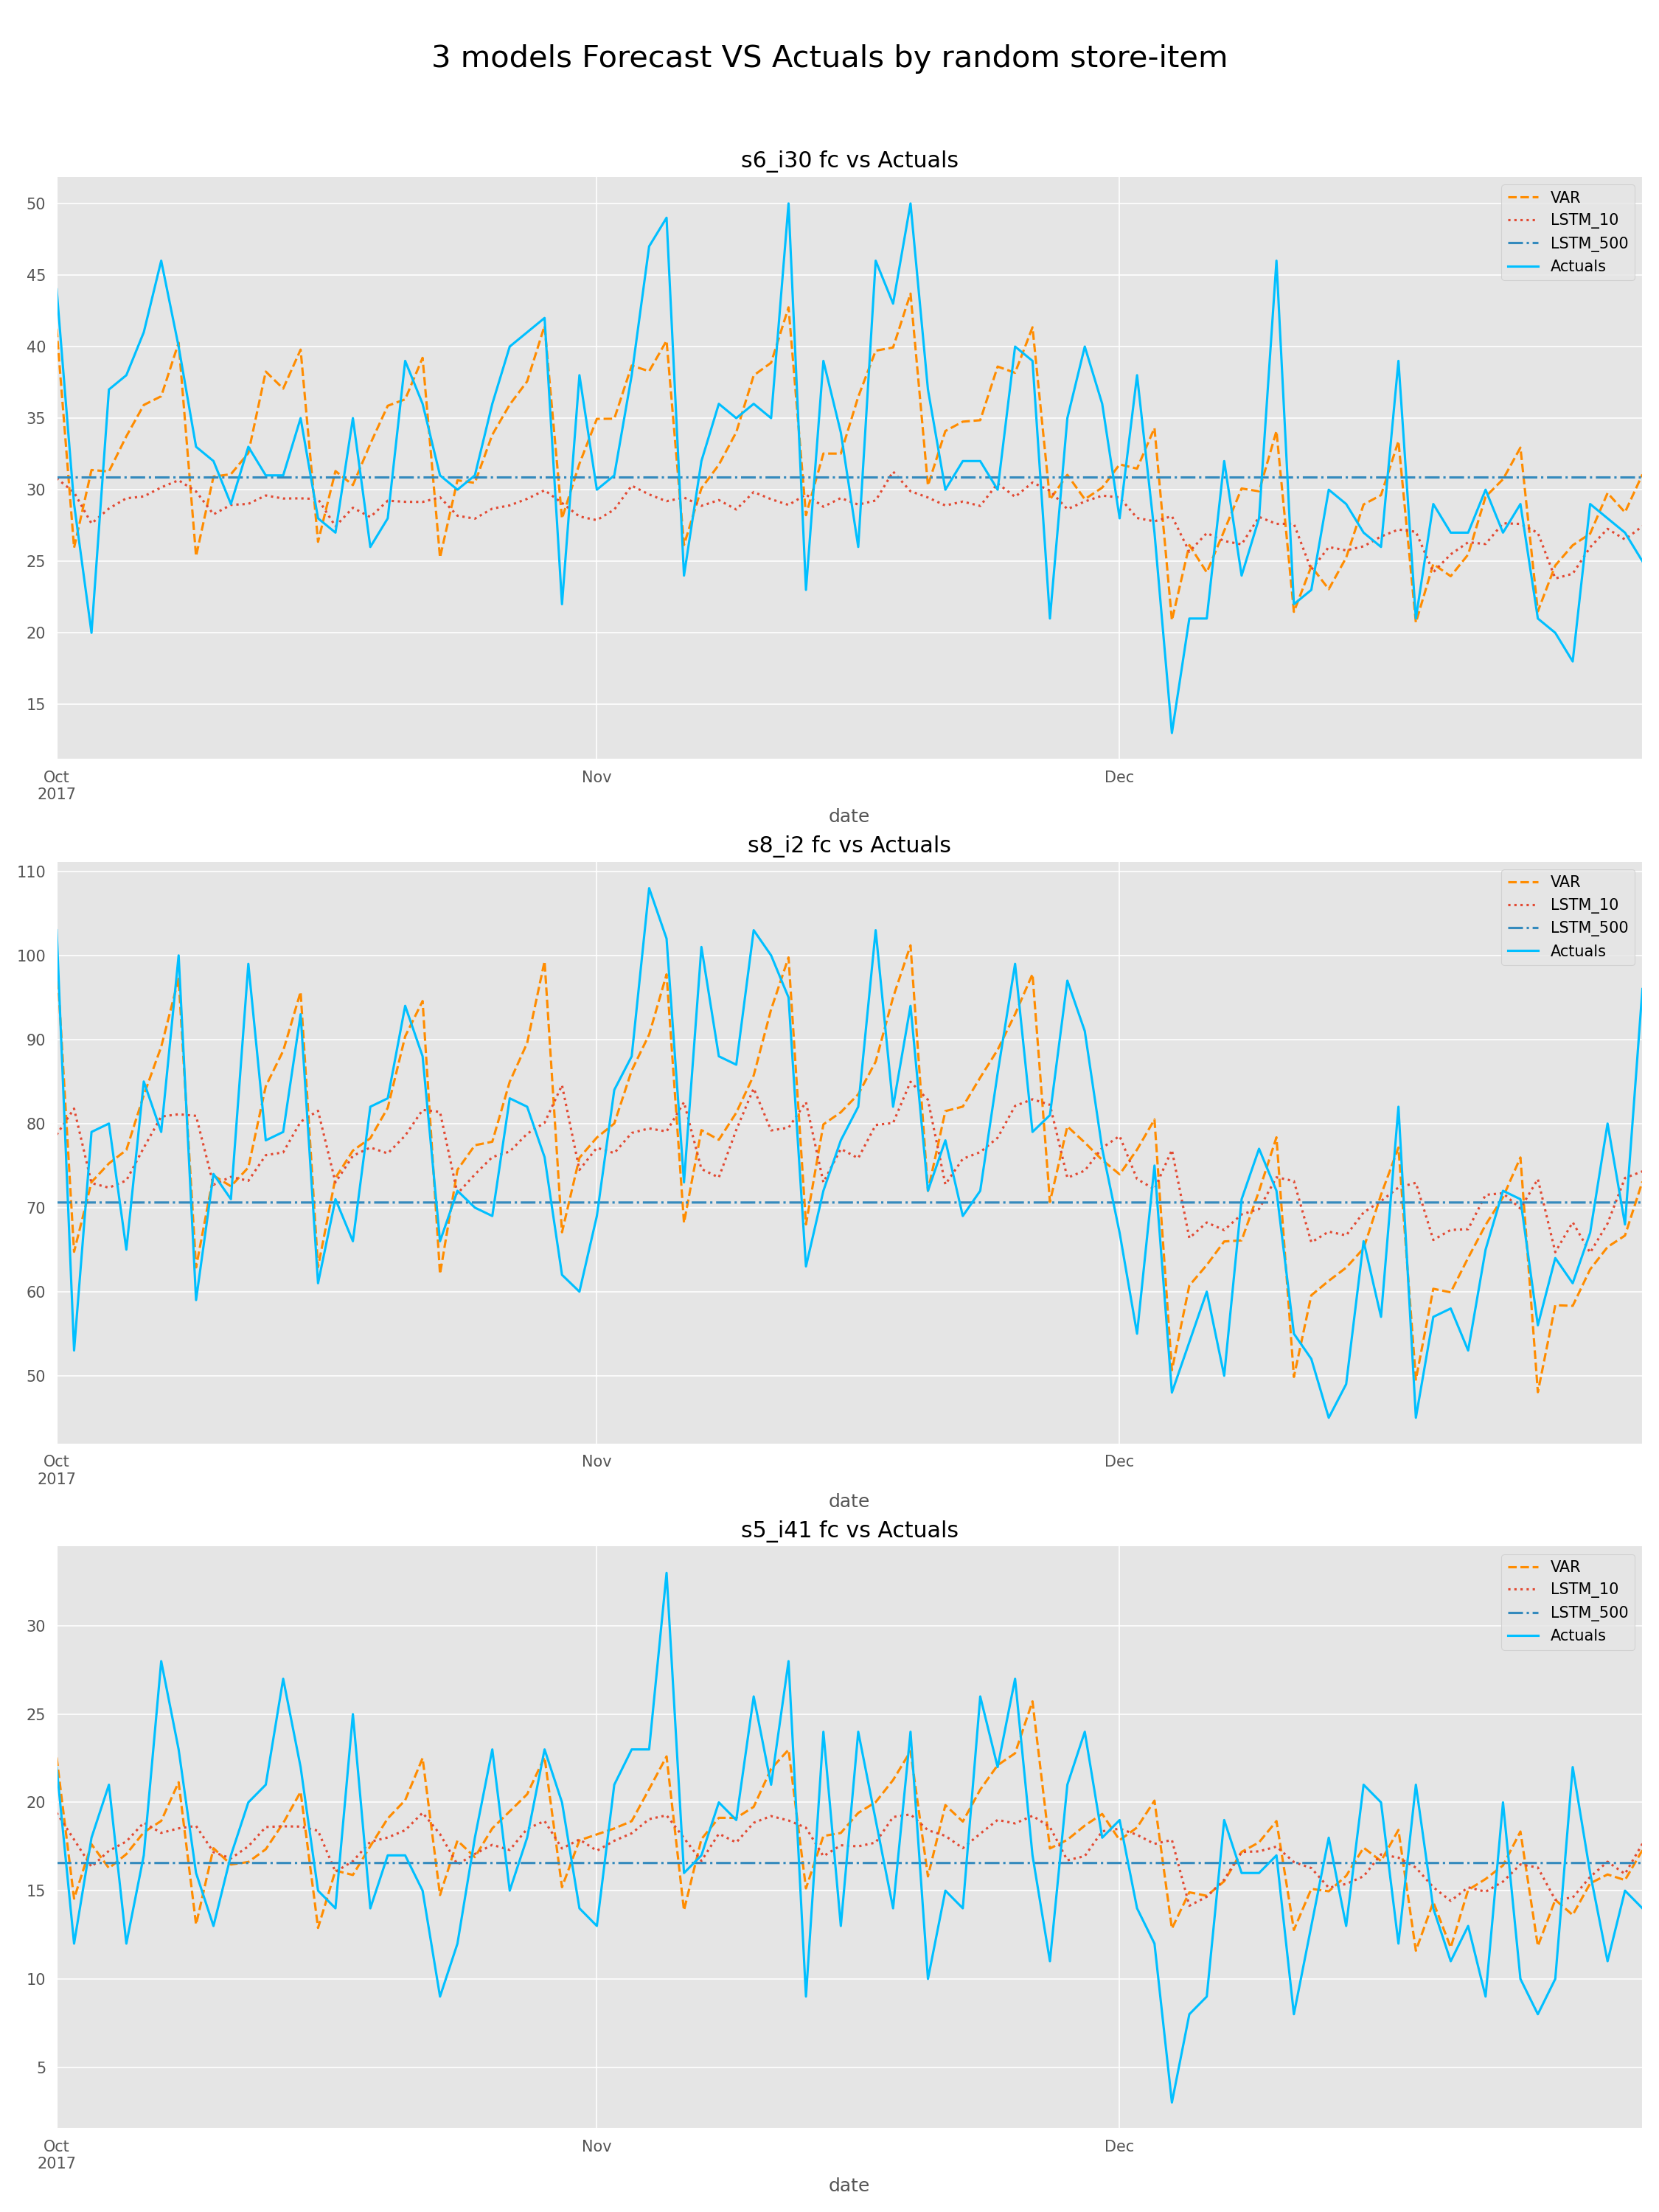 3 models Forecast VS Actuals by random store-item
s6_i30 fc vs Actuals
VAR
LSTM_10
LSTM_500
Actuals
50
45
40
35
30
25
20
15
Oct
2017
Nov
Dec
date
s8_i2 fc vs Actuals
VAR
LSTM_10
LSTM_500
Actuals
110
100
90
80
70
60
50
Oct
2017
Nov
Dec
date
s5_i41 fc vs Actuals
VAR
LSTM_10
LSTM_500
Actuals
30
25
20
15
10
5
Oct
2017
Nov
Dec
date